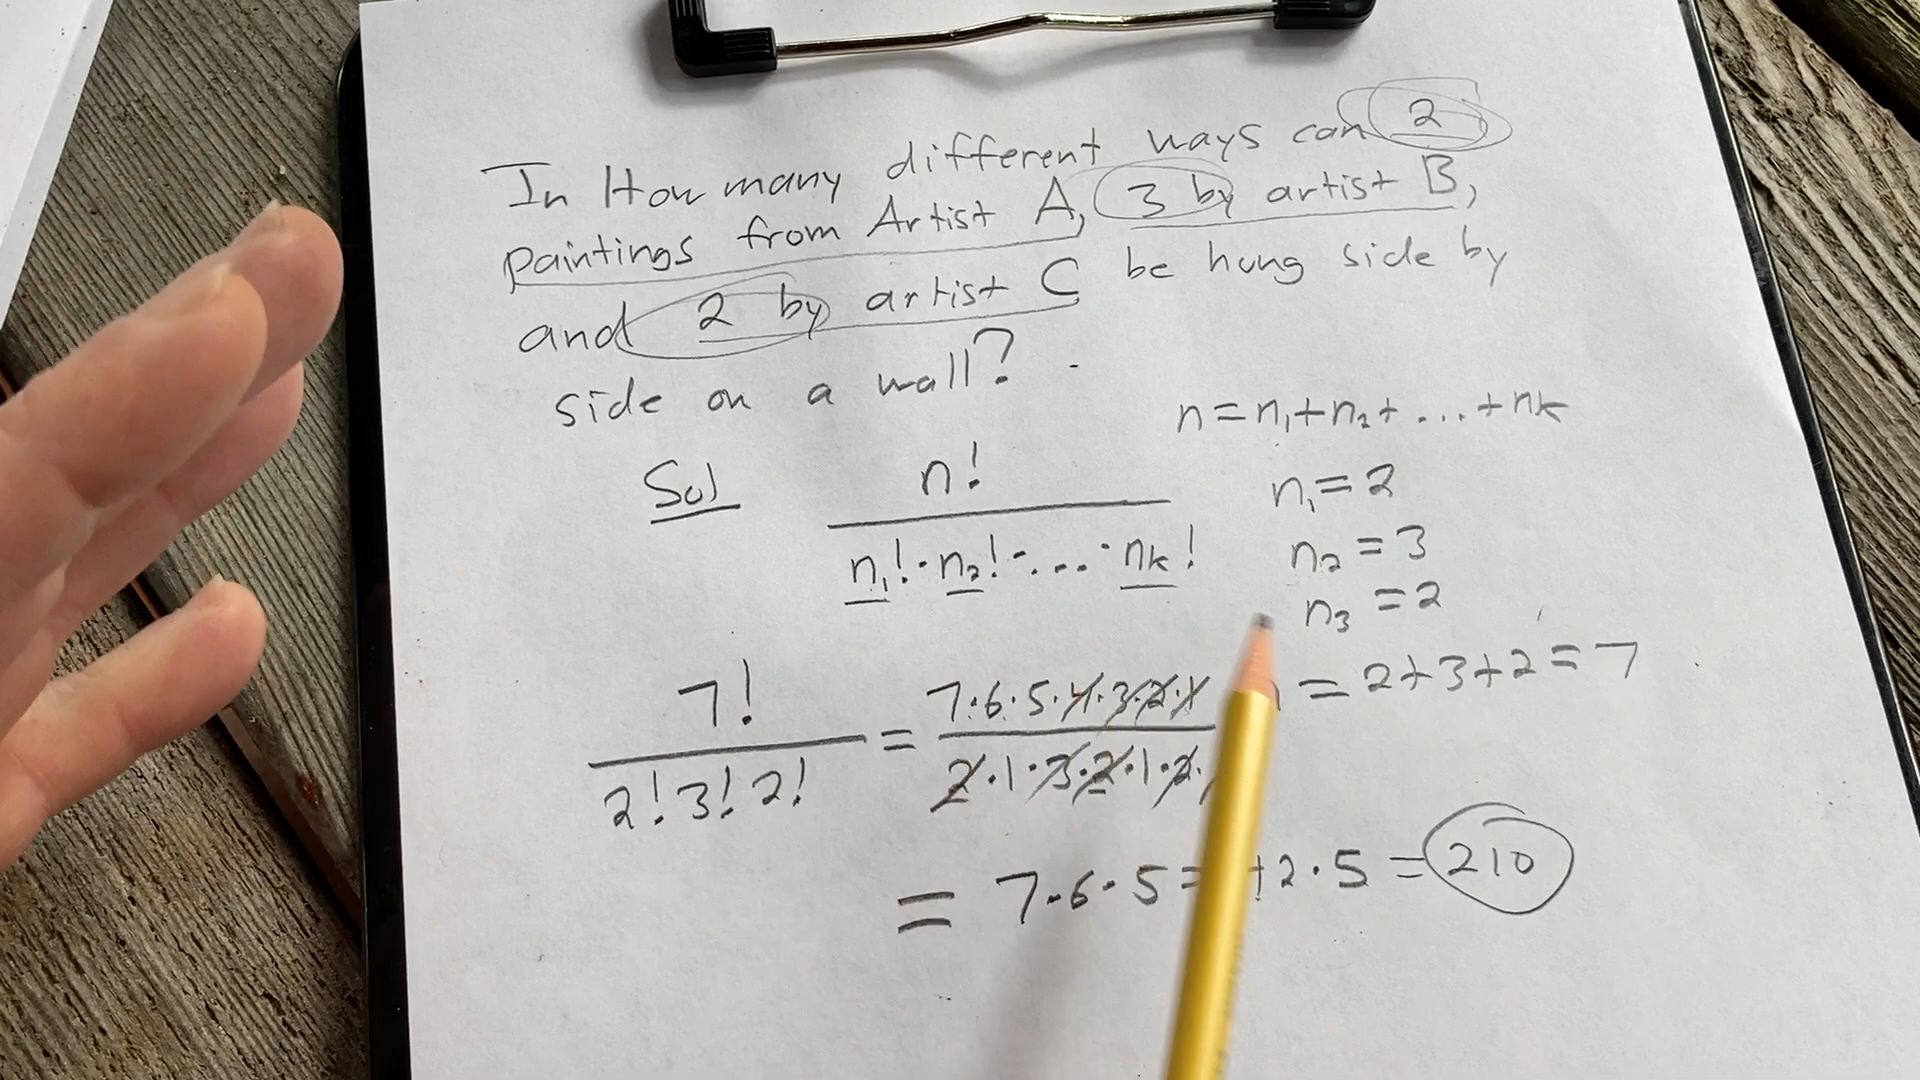 In How many different ways can 2
paintings from Artist A, 3 by artist B,
and 2 by artist C be hung side by
side on a wall?
n=n₁+n₂+...+nk
Sol n! / n₁!·n₂!·...·nk!
n₁=2
n₂=3
n₃=2
=2+3+2=7
7! / 2!3!2! = 7·6·5·4·3·2·1 / 2·1·3·2·1·2·
= 7·6·5= 2·5=210